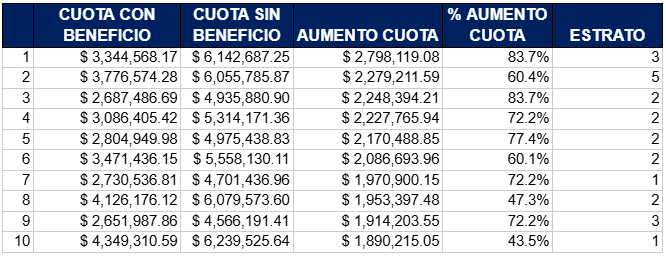 CUOTA CON BENEFICIO CUOTA SIN BENEFICIO AUMENTO CUOTA % AUMENTO CUOTA ESTRATO
1 $ 3,344,568.17 $ 6,142,687.25 $ 2,798,119.08 83.7% 3
2 $ 3,776,574.28 $ 6,055,785.87 $ 2,279,211.59 60.4% 5
3 $ 2,687,486.69 $ 4,935,880.90 $ 2,248,394.21 83.7% 2
4 $ 3,086,405.42 $ 5,314,171.36 $ 2,227,765.94 72.2% 2
5 $ 2,804,949.98 $ 4,975,438.83 $ 2,170,488.85 77.4% 2
6 $ 3,471,436.15 $ 5,558,130.11 $ 2,086,693.96 60.1% 2
7 $ 2,730,536.81 $ 4,701,436.96 $ 1,970,900.15 72.2% 1
8 $ 4,126,176.12 $ 6,079,573.60 $ 1,953,397.48 47.3% 2
9 $ 2,651,987.86 $ 4,566,191.41 $ 1,914,203.55 72.2% 3
10 $ 4,349,310.59 $ 6,239,525.64 $ 1,890,215.05 43.5% 1